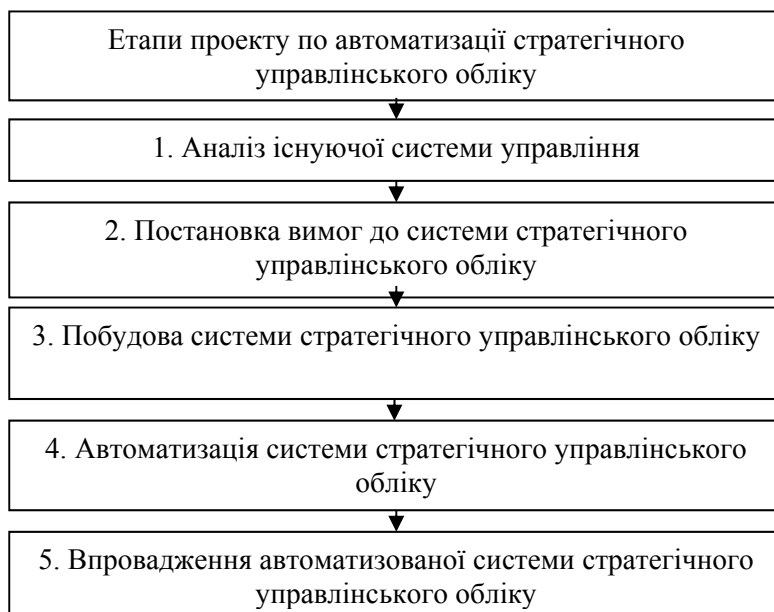 Етапи проекту по автоматизації стратегічного
управлінського обліку
1. Аналіз існуючої системи управління
2. Постановка вимог до системи стратегічного
управлінського обліку
3. Побудова системи стратегічного управлінського обліку
4. Автоматизація системи стратегічного управлінського
обліку
5. Впровадження автоматизованої системи стратегічного
управлінського обліку